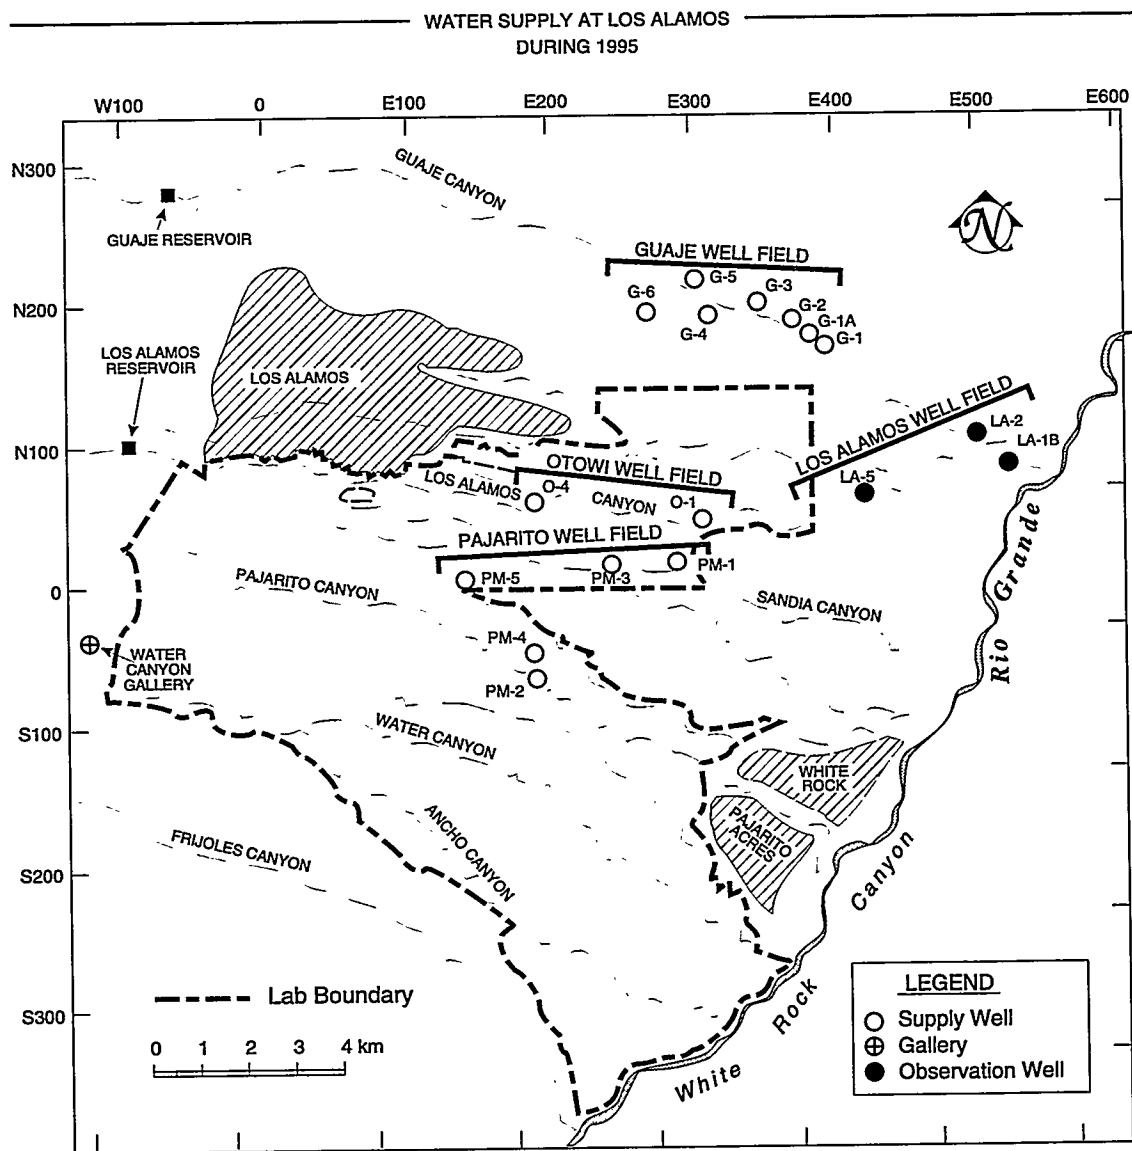 WATER SUPPLY AT LOS ALAMOS
DURING 1995
W100
0
E100
E200
E300
E400
E500
E600
N300
GUAJE CANYON
GUAJE RESERVOIR
N
GUAJE WELL FIELD
G-5
G-3
G-6
G-2
N200
G-1A
G-4
G-1
LOS ALAMOS
RESERVOIR
LOS ALAMOS
LOS ALAMOS WELL FIELD
LA-2
LA-1B
N100
OTOWI WELL FIELD
LOS ALAMOS
CANYON
O-4
O-1
LA-5
PAJARITO WELL FIELD
PM-5
PM-3
PM-1
PAJARITO CANYON
0
SANDIA CANYON
Rio Grande
PM-4
WATER
CANYON
GALLERY
PM-2
S100
WATER CANYON
WHITE
ROCK
PAJARITO
ACRES
ANCHO CANYON
FRIJOLES CANYON
S200
White Rock Canyon
Lab Boundary
S300
0 1 2 3 4 km
LEGEND
Supply Well
Gallery
Observation Well